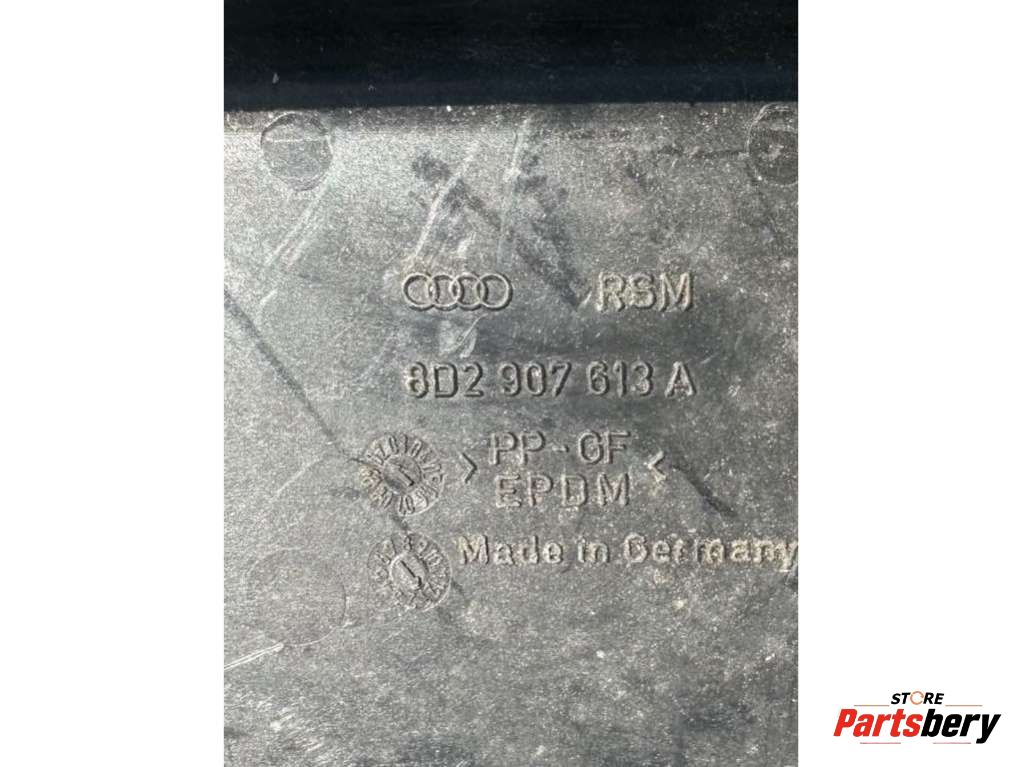 RSM
8D2 907 613 A
>PP-GF<
EPDM
Made in Germany
STORE
Partsbery